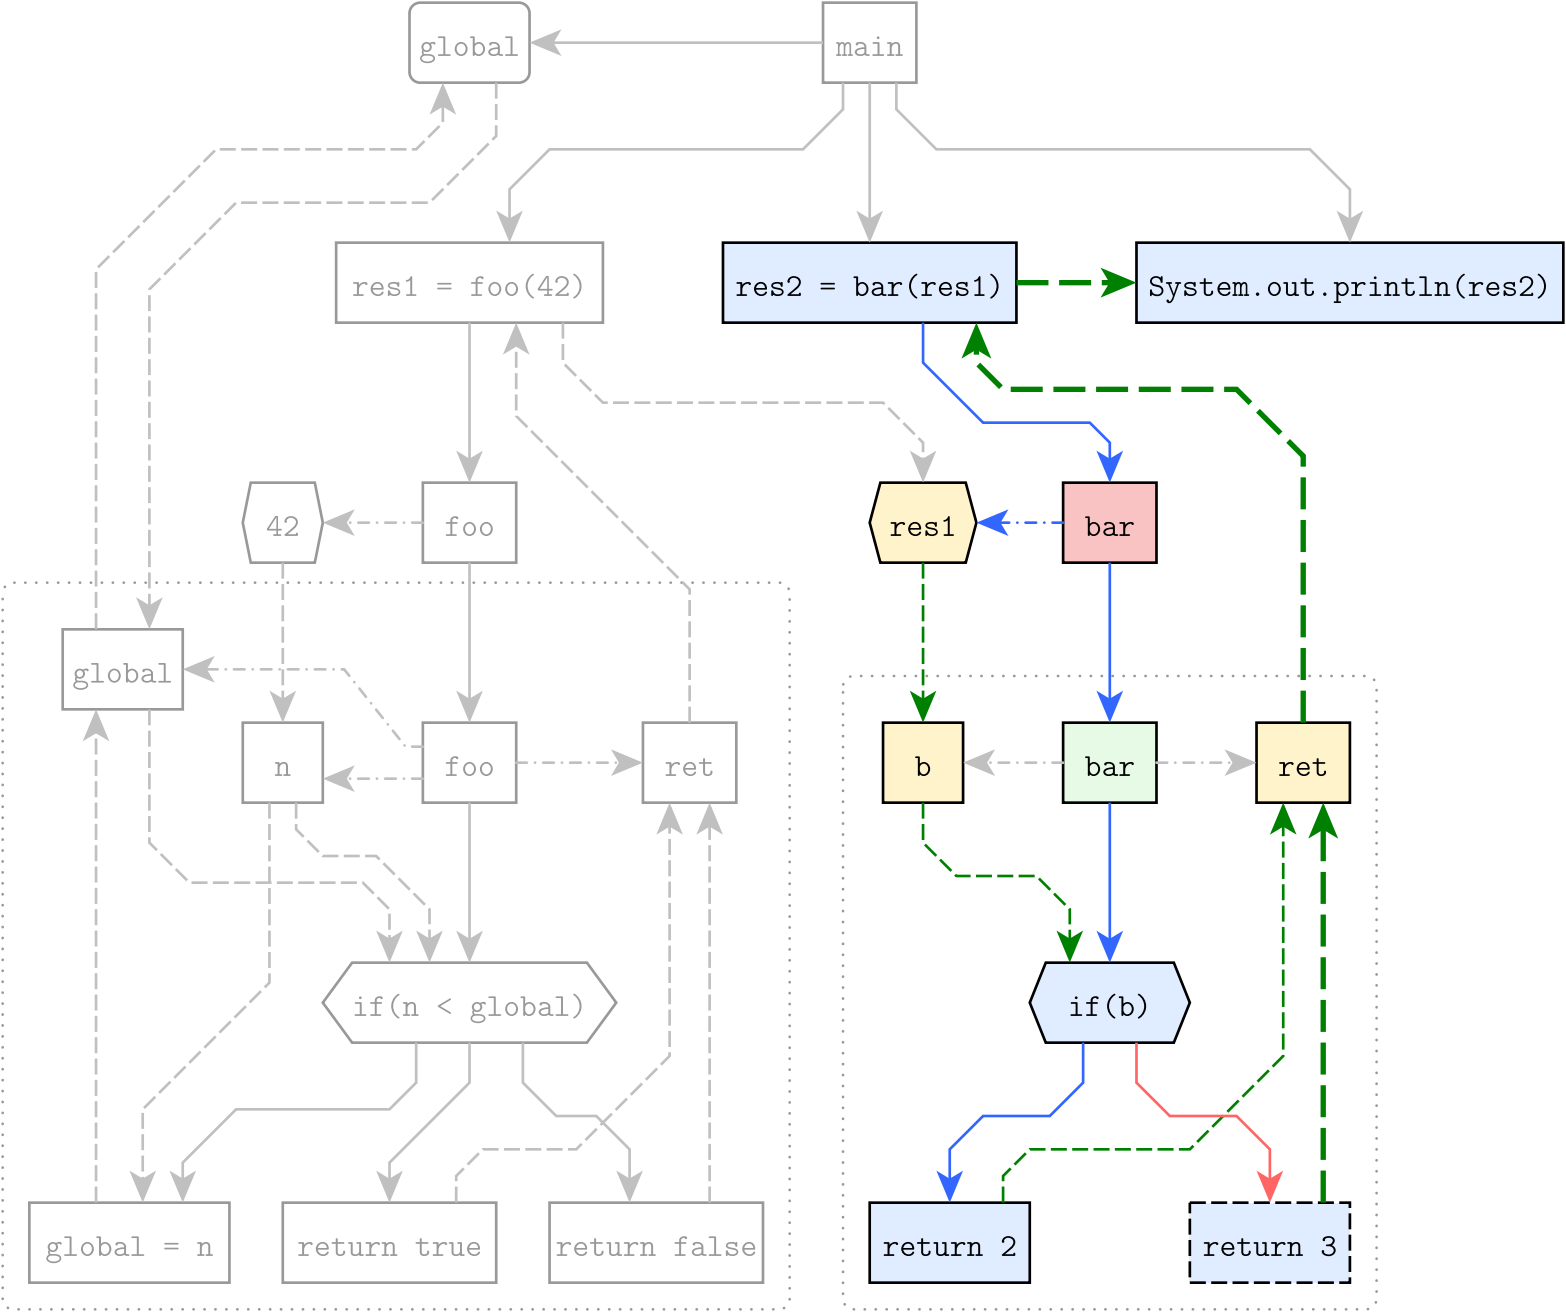 global
main
res1 = foo(42)
res2 = bar(res1)
System.out.println(res2)
42
foo
res1
bar
global
n
foo
ret
b
bar
ret
if(n < global)
if(b)
global = n
return true
return false
return 2
return 3